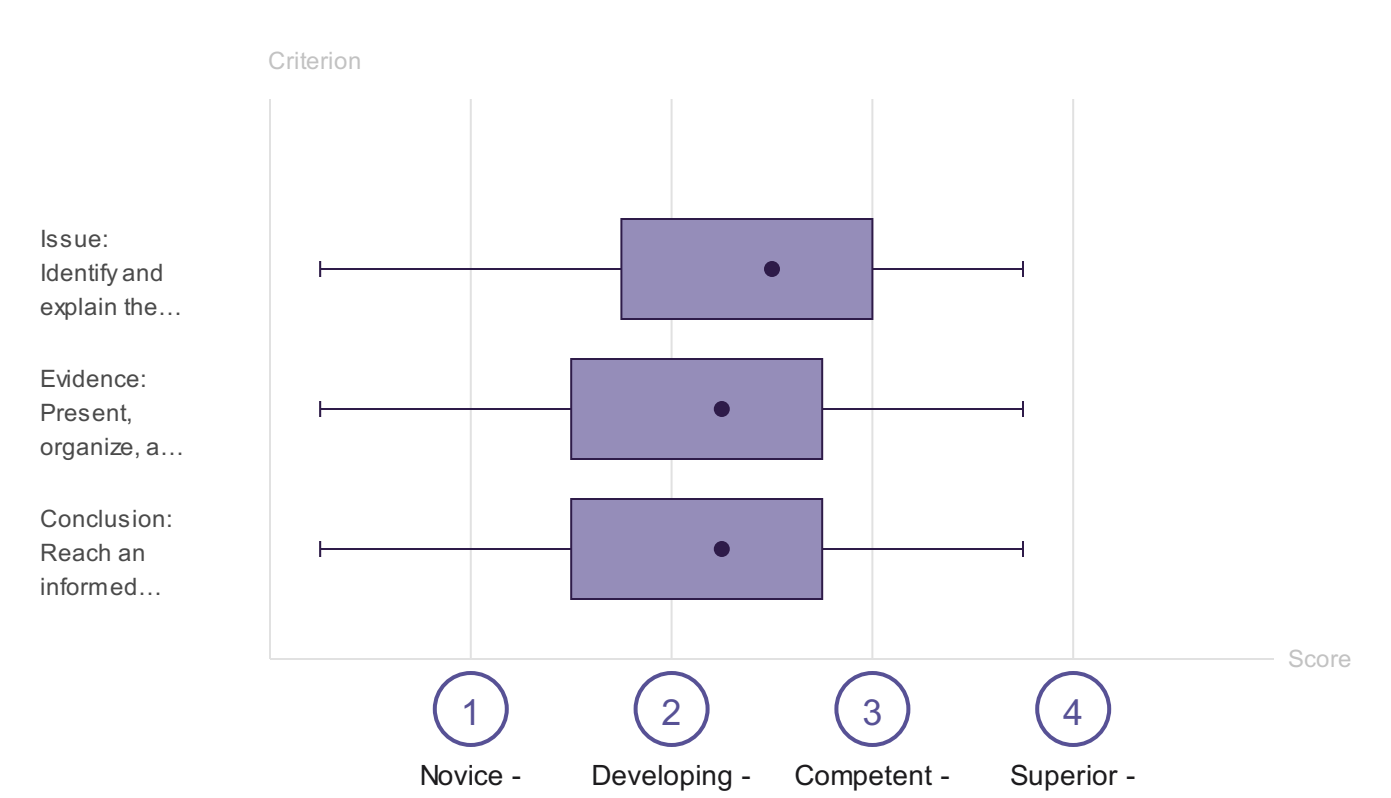 Criterion
Issue:
Identify and
explain the…
Evidence:
Present,
organize, a…
Conclusion:
Reach an
informed…
Score
1 2 3 4
Novice - Developing - Competent - Superior -